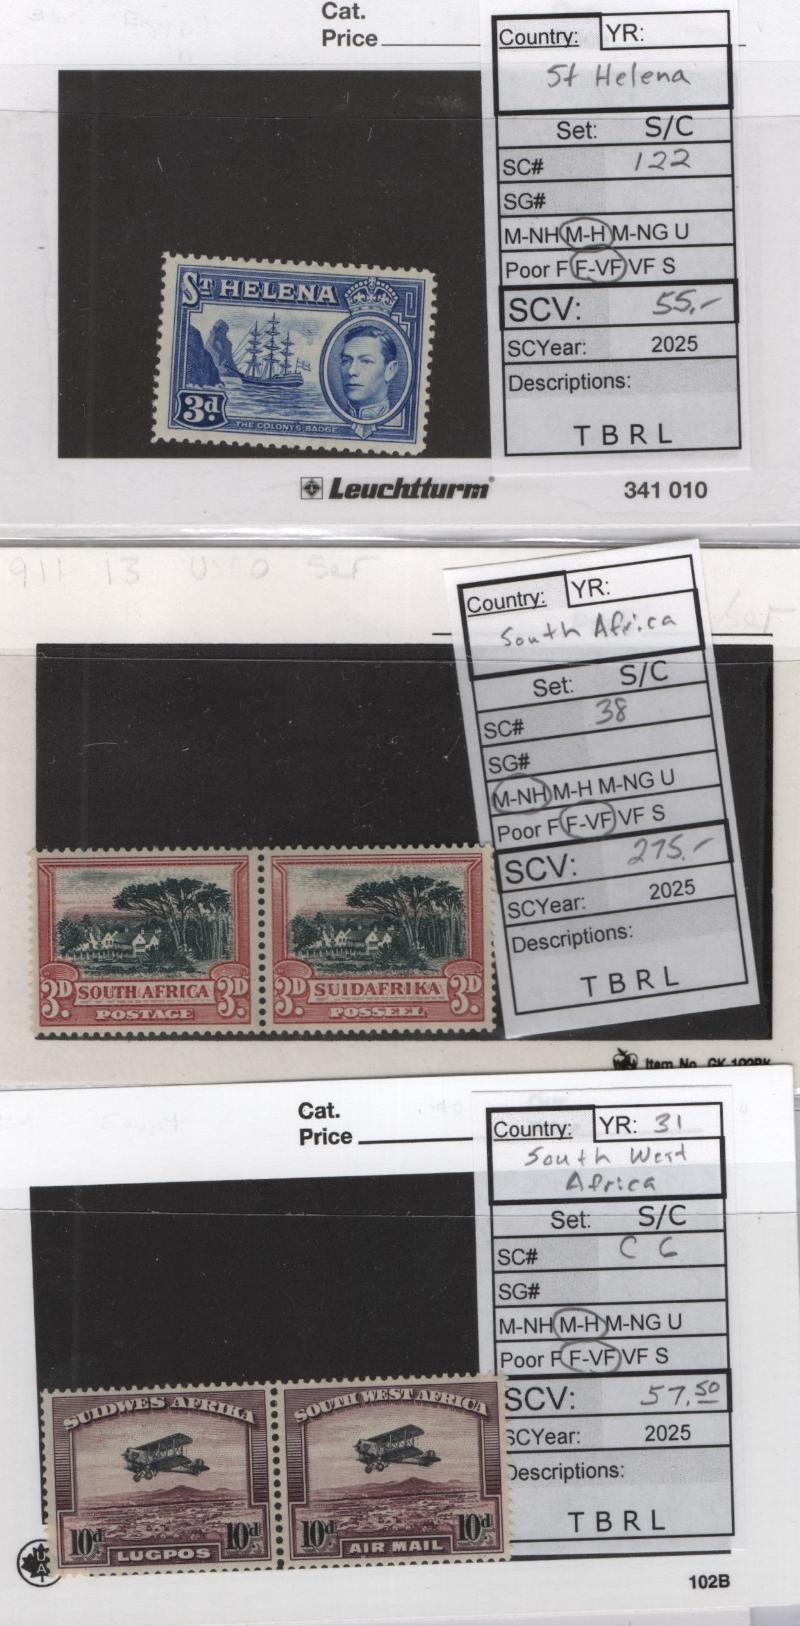 Cat.
Price
Country: YR:
St Helena
Set: S/C
SC# 122
SG#
M-NH M-H M-NG U
Poor F F-VF VF S
SCV: 55.-
SCYear: 2025
Descriptions:
T B R L
ST HELENA
3d
THE COLONY'S BADGE
Leuchtturm
341 010
911-13 USED Set
Country: YR:
South Africa
Set: S/C
SC# 38
SG#
M-NH M-H M-NG U
Poor F F-VF VF S
SCV: 275.-
SCYear: 2025
Descriptions:
T B R L
3D SOUTH AFRICA 3D
POSTAGE
3D SUIDAFRIKA 3D
POSSEEL
Item No. GK-102BK
Cat.
Price
Country: YR: 31
South West
Africa
Set: S/C
SC# C 6
SG#
M-NH M-H M-NG U
Poor F F-VF VF S
SCV: 57.50
SCYear: 2025
Descriptions:
T B R L
SUIDWES AFRIKA
10d 10d
LUGPOS
SOUTH WEST AFRICA
10d 10d
AIR MAIL
102B